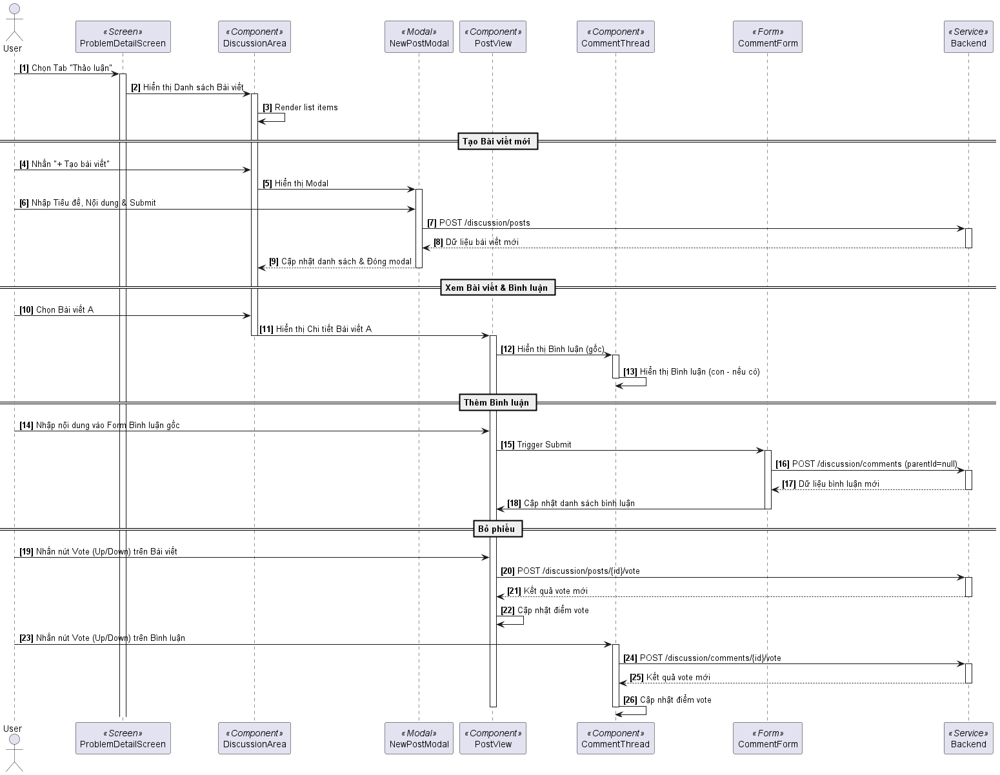 User
«Screen»
ProblemDetailScreen
«Component»
DiscussionArea
«Modal»
NewPostModal
«Component»
PostView
«Component»
CommentThread
«Form»
CommentForm
«Service»
Backend
[1] Chọn Tab "Thảo luận"
[2] Hiển thị Danh sách Bài viết
[3] Render list items
Tạo Bài viết mới
[4] Nhấn "+ Tạo bài viết"
[5] Hiển thị Modal
[6] Nhập Tiêu đề, Nội dung & Submit
[7] POST /discussion/posts
[8] Dữ liệu bài viết mới
[9] Cập nhật danh sách & Đóng modal
Xem Bài viết & Bình luận
[10] Chọn Bài viết A
[11] Hiển thị Chi tiết Bài viết A
[12] Hiển thị Bình luận (gốc)
[13] Hiển thị Bình luận (con - nếu có)
Thêm Bình luận
[14] Nhập nội dung vào Form Bình luận gốc
[15] Trigger Submit
[16] POST /discussion/comments (parentId=null)
[17] Dữ liệu bình luận mới
[18] Cập nhật danh sách bình luận
Bỏ phiếu
[19] Nhấn nút Vote (Up/Down) trên Bài viết
[20] POST /discussion/posts/{id}/vote
[21] Kết quả vote mới
[22] Cập nhật điểm vote
[23] Nhấn nút Vote (Up/Down) trên Bình luận
[24] POST /discussion/comments/{id}/vote
[25] Kết quả vote mới
[26] Cập nhật điểm vote
User
«Screen»
ProblemDetailScreen
«Component»
DiscussionArea
«Modal»
NewPostModal
«Component»
PostView
«Component»
CommentThread
«Form»
CommentForm
«Service»
Backend